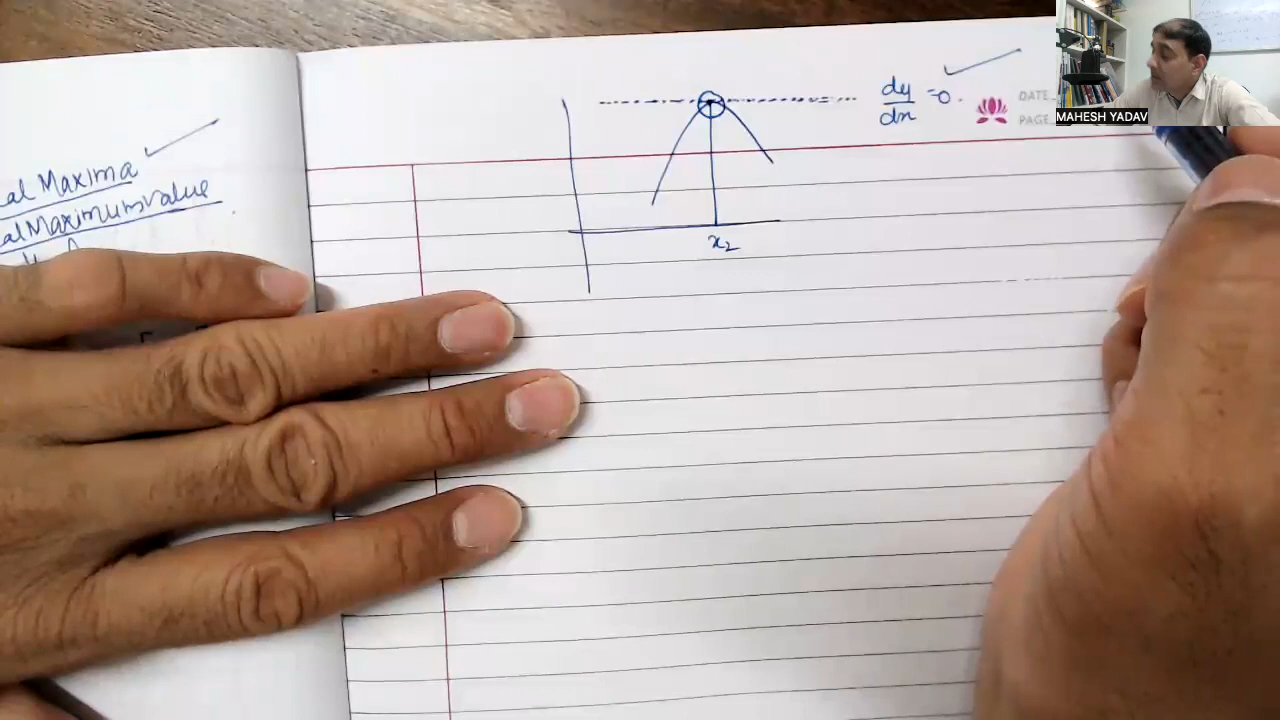 al Maxima
al Maximum value
x₂
dy/dx =0.
DATE
PAGE
MAHESH YADAV